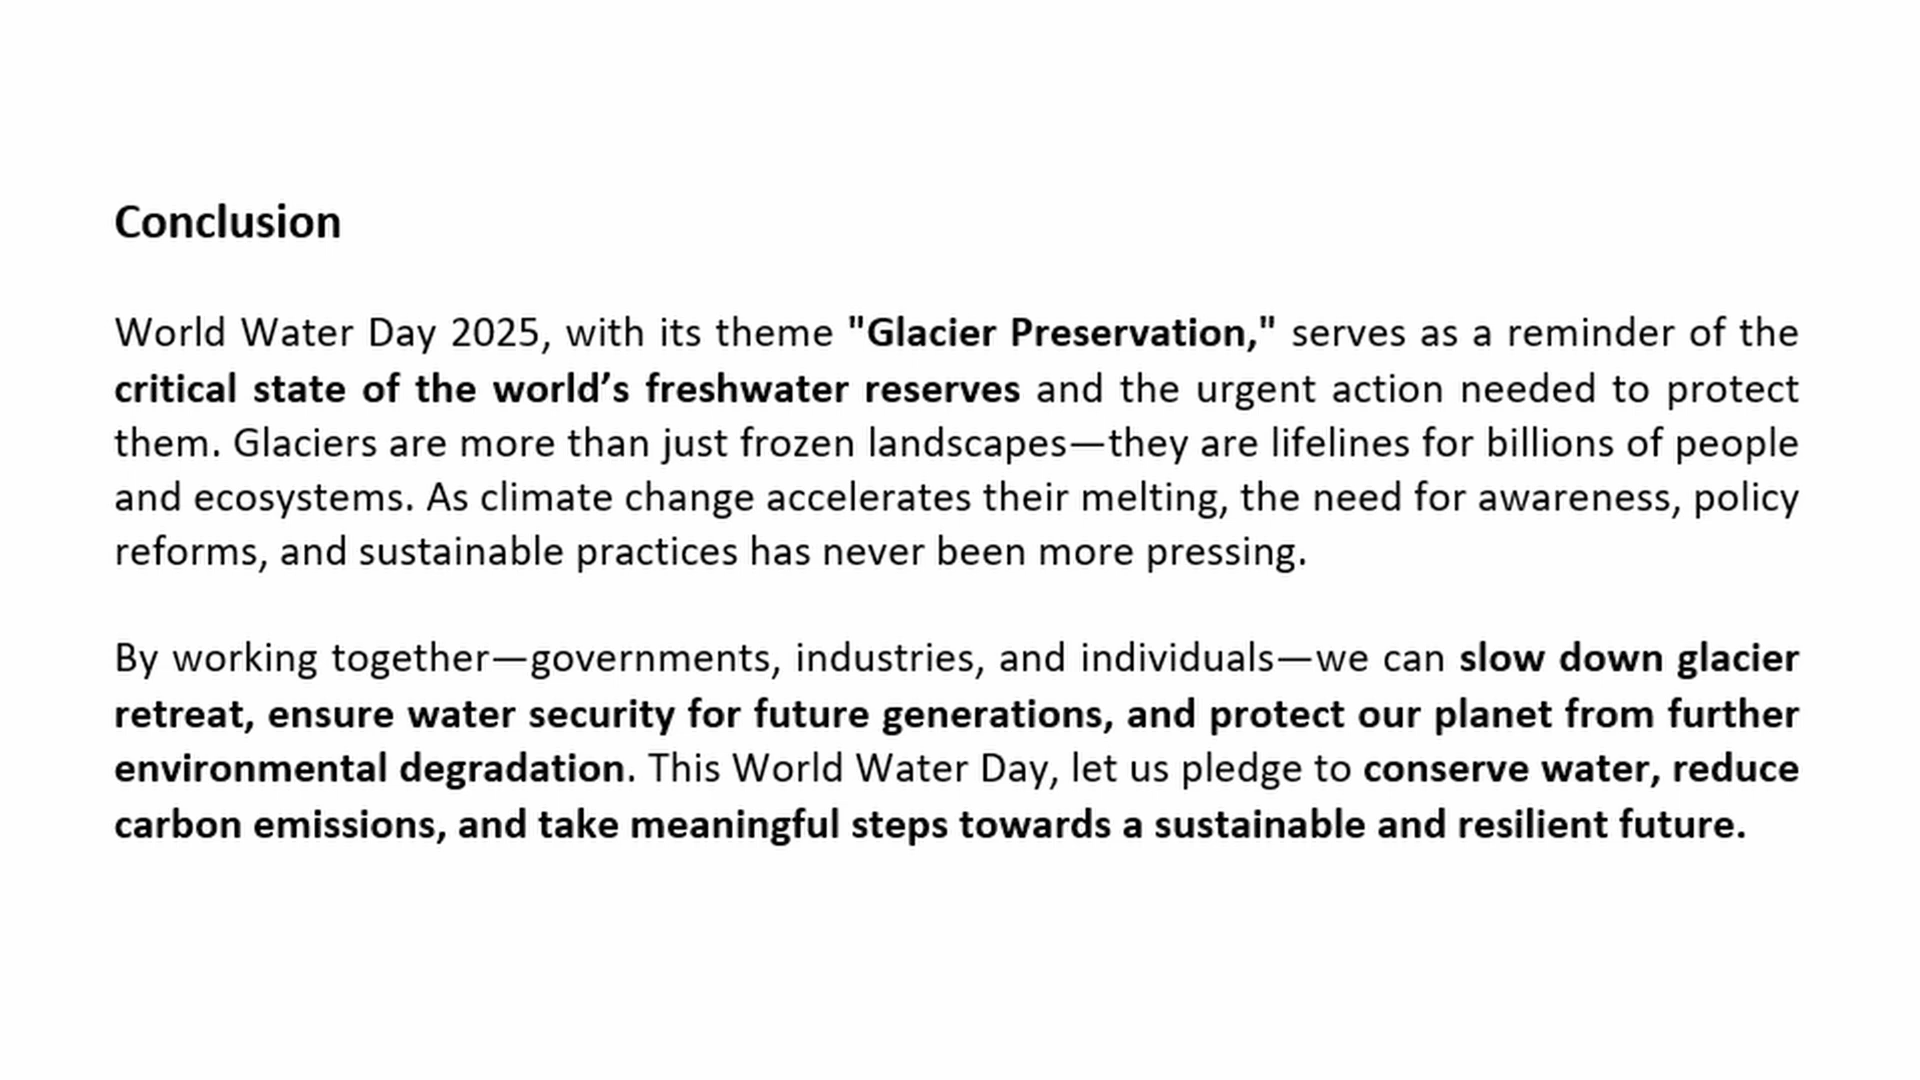 Conclusion
World Water Day 2025, with its theme "Glacier Preservation," serves as a reminder of the
critical state of the world’s freshwater reserves and the urgent action needed to protect
them. Glaciers are more than just frozen landscapes—they are lifelines for billions of people
and ecosystems. As climate change accelerates their melting, the need for awareness, policy
reforms, and sustainable practices has never been more pressing.
By working together—governments, industries, and individuals—we can slow down glacier
retreat, ensure water security for future generations, and protect our planet from further
environmental degradation. This World Water Day, let us pledge to conserve water, reduce
carbon emissions, and take meaningful steps towards a sustainable and resilient future.